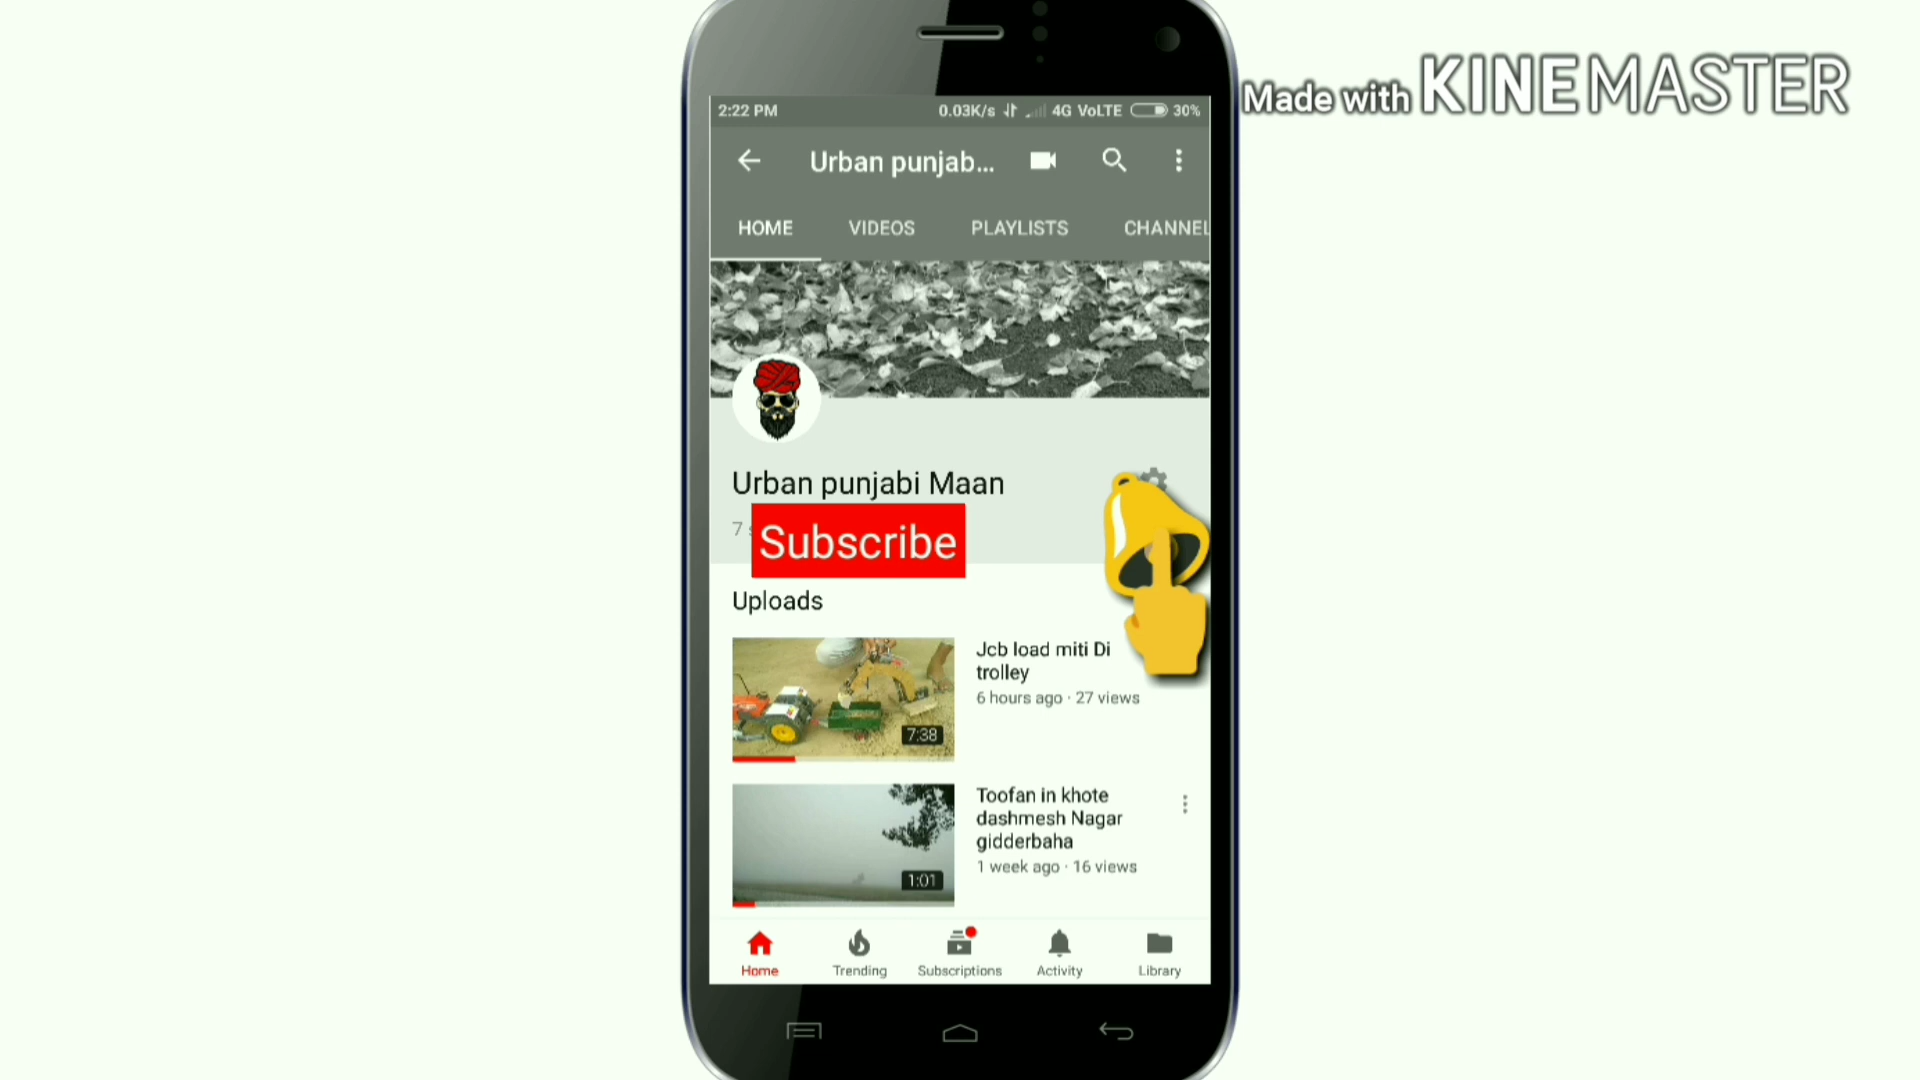 Made with KINEMASTER
2:22 PM
0.03K/s
4G VoLTE
30%
Urban punjab...
HOME
VIDEOS
PLAYLISTS
CHANNEL
Urban punjabi Maan
7
Subscribe
Uploads
Jcb load miti Di
trolley
6 hours ago · 27 views
7:38
Toofan in khote
dashmesh Nagar
gidderbaha
1 week ago · 16 views
1:01
Home
Trending
Subscriptions
Activity
Library